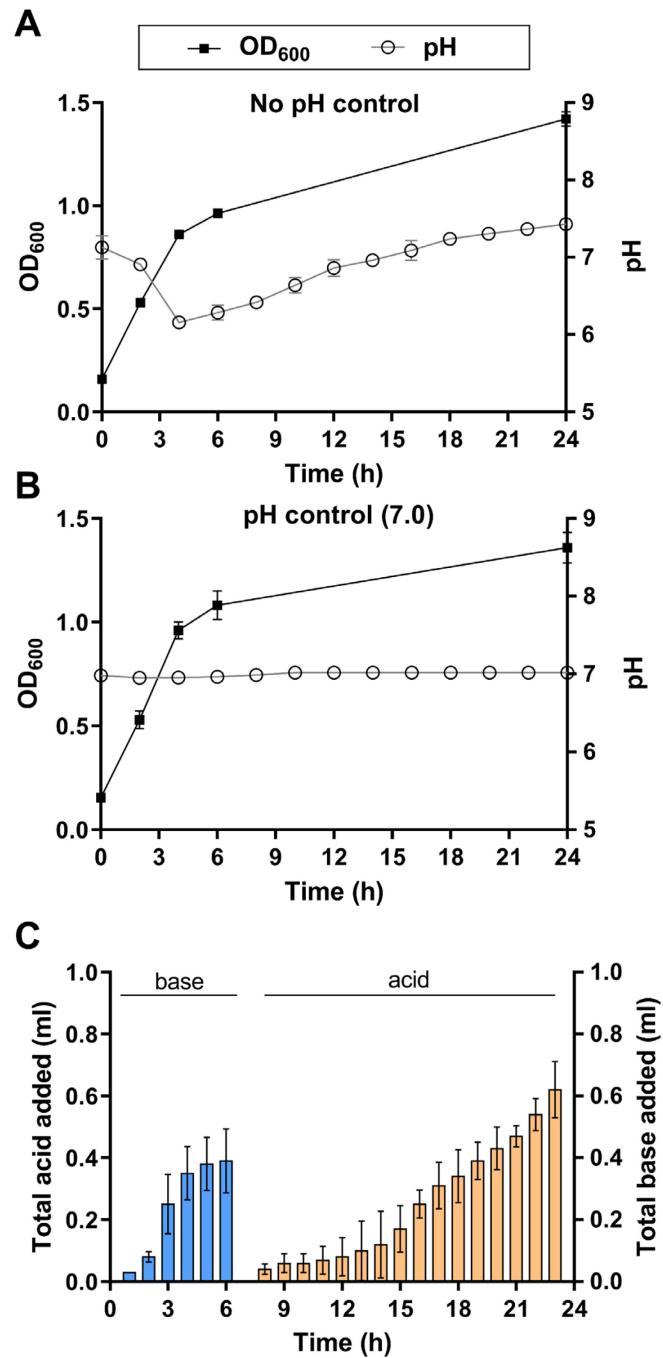 A
OD600 pH
No pH control
1.5 9
8
1.0
7
0.5
6
0.0 5
OD600
pH
0 3 6 9 12 15 18 21 24
Time (h)
B
pH control (7.0)
1.5 9
8
1.0
7
0.5
6
0.0 5
OD600
pH
0 3 6 9 12 15 18 21 24
Time (h)
C
base acid
1.0 1.0
0.8 0.8
0.6 0.6
0.4 0.4
0.2 0.2
0.0 0.0
Total acid added (ml)
Total base added (ml)
0 3 6 9 12 15 18 21 24
Time (h)